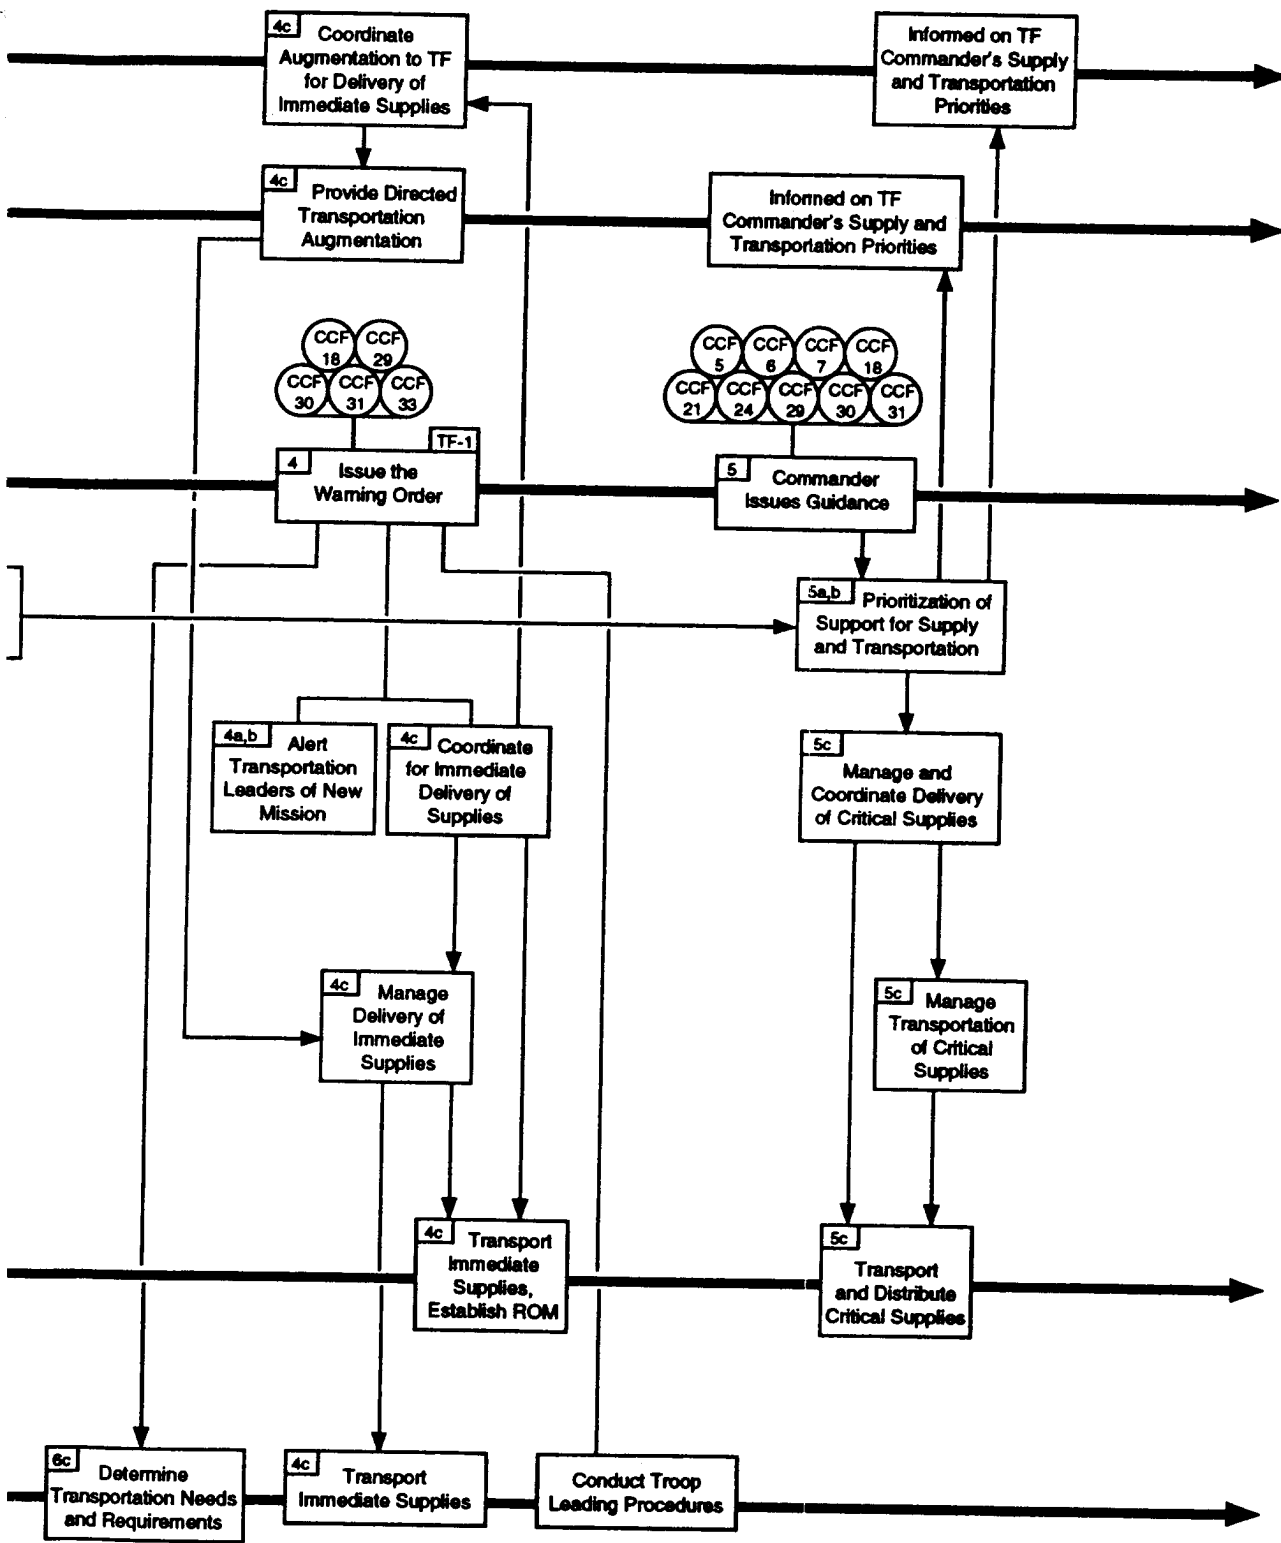 4c
Coordinate
Augmentation to TF
for Delivery of
Immediate Supplies
Informed on TF
Commander's Supply
and Transportation
Priorities
4c
Provide Directed
Transportation
Augmentation
Informed on TF
Commander's Supply and
Transportation Priorities
CCF
18
CCF
29
CCF
30
CCF
31
CCF
33
CCF
5
CCF
6
CCF
7
CCF
18
CCF
21
CCF
24
CCF
29
CCF
30
CCF
31
TF-1
4
Issue the
Warning Order
5
Commander
Issues Guidance
5a,b
Prioritization of
Support for Supply
and Transportation
4a,b
Alert
Transportation
Leaders of New
Mission
4c
Coordinate
for Immediate
Delivery of
Supplies
5c
Manage and
Coordinate Delivery
of Critical Supplies
4c
Manage
Delivery of
Immediate
Supplies
5c
Manage
Transportation
of Critical
Supplies
4c
Transport
Immediate
Supplies,
Establish ROM
5c
Transport
and Distribute
Critical Supplies
6c
Determine
Transportation Needs
and Requirements
4c
Transport
Immediate Supplies
Conduct Troop
Leading Procedures